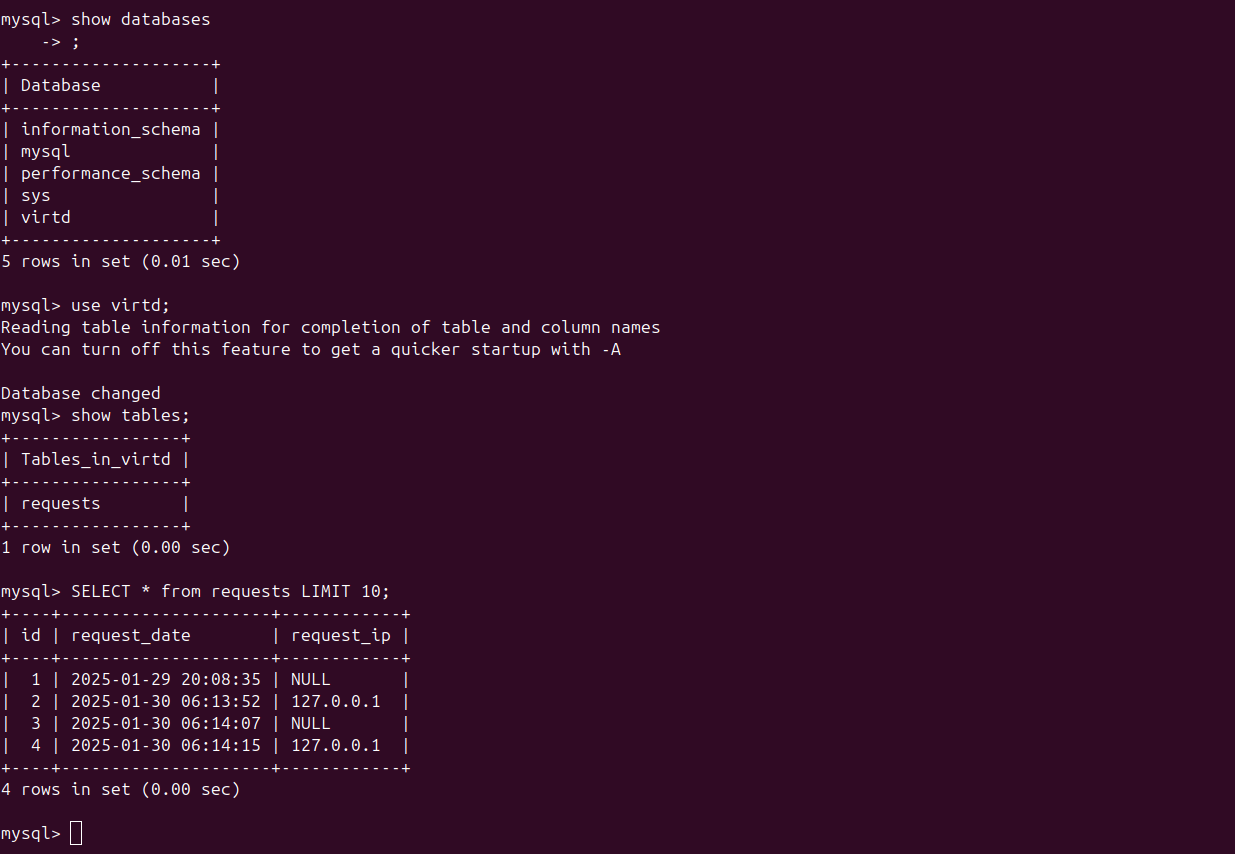 mysql> show databases
    -> ;
+--------------------+
| Database           |
+--------------------+
| information_schema |
| mysql              |
| performance_schema |
| sys                |
| virtd              |
+--------------------+
5 rows in set (0.01 sec)

mysql> use virtd;
Reading table information for completion of table and column names
You can turn off this feature to get a quicker startup with -A

Database changed
mysql> show tables;
+-----------------+
| Tables_in_virtd |
+-----------------+
| requests        |
+-----------------+
1 row in set (0.00 sec)

mysql> SELECT * from requests LIMIT 10;
+----+---------------------+------------+
| id | request_date        | request_ip |
+----+---------------------+------------+
|  1 | 2025-01-29 20:08:35 | NULL       |
|  2 | 2025-01-30 06:13:52 | 127.0.0.1  |
|  3 | 2025-01-30 06:14:07 | NULL       |
|  4 | 2025-01-30 06:14:15 | 127.0.0.1  |
+----+---------------------+------------+
4 rows in set (0.00 sec)

mysql>